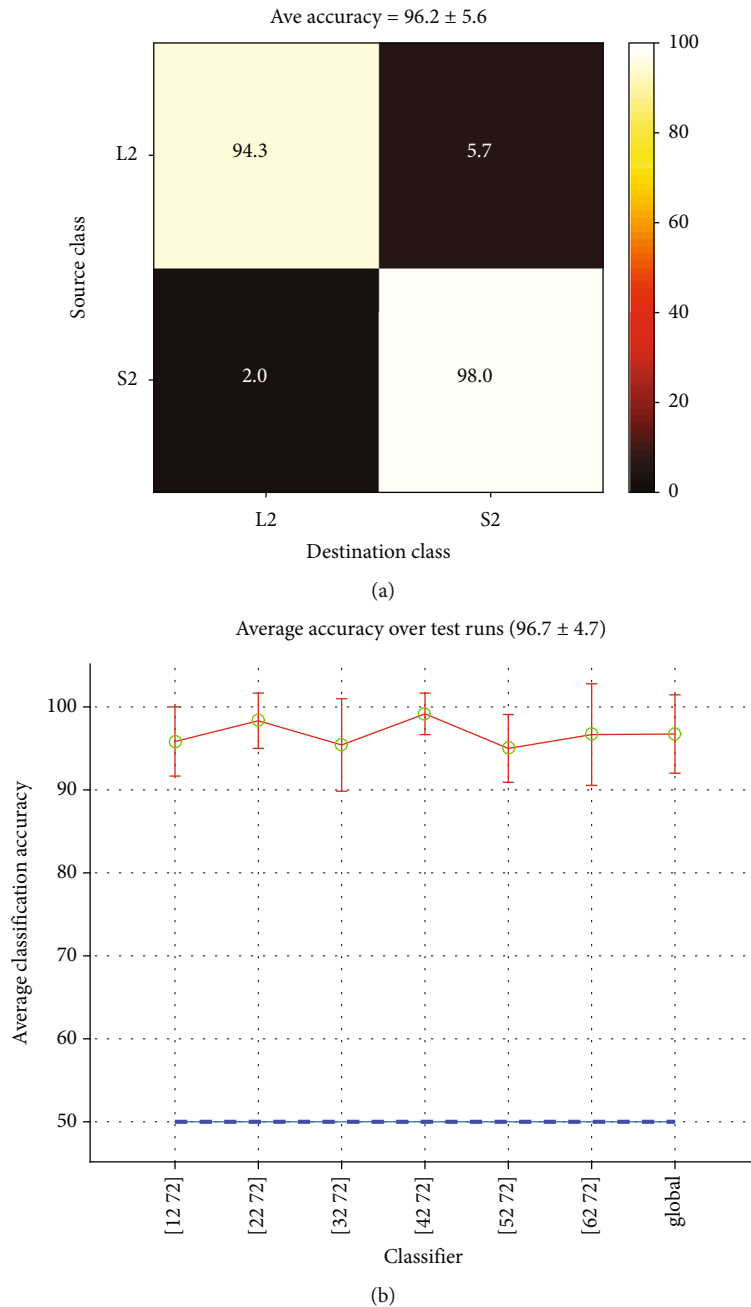 Ave accuracy = 96.2 ± 5.6
Source class
L2
94.3
5.7
S2
2.0
98.0
L2
S2
Destination class
100
80
60
40
20
0
(a)
Average accuracy over test runs (96.7 ± 4.7)
Average classification accuracy
100
90
80
70
60
50
[12 72]
[22 72]
[32 72]
[42 72]
[52 72]
[62 72]
global
Classifier
(b)